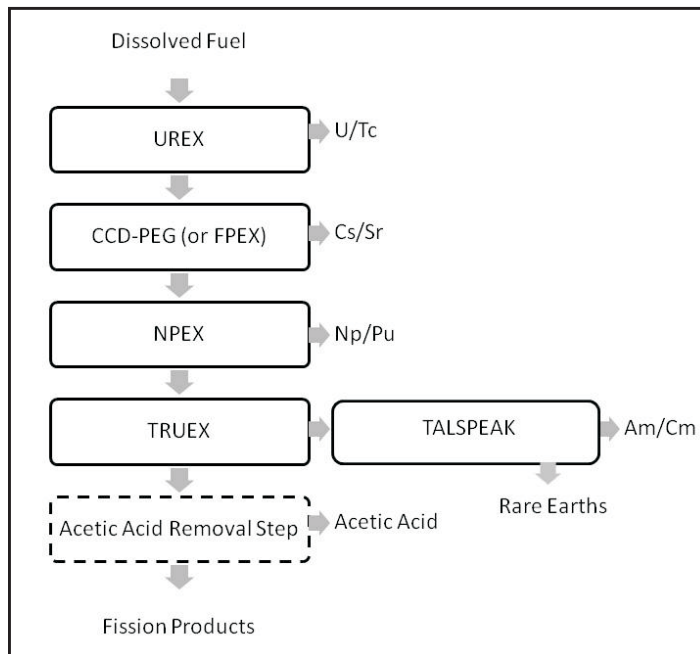 Dissolved Fuel
UREX
U/Tc
CCD-PEG (or FPEX)
Cs/Sr
NPEX
Np/Pu
TRUEX
TALSPEAK
Am/Cm
Rare Earths
Acetic Acid Removal Step
Acetic Acid
Fission Products